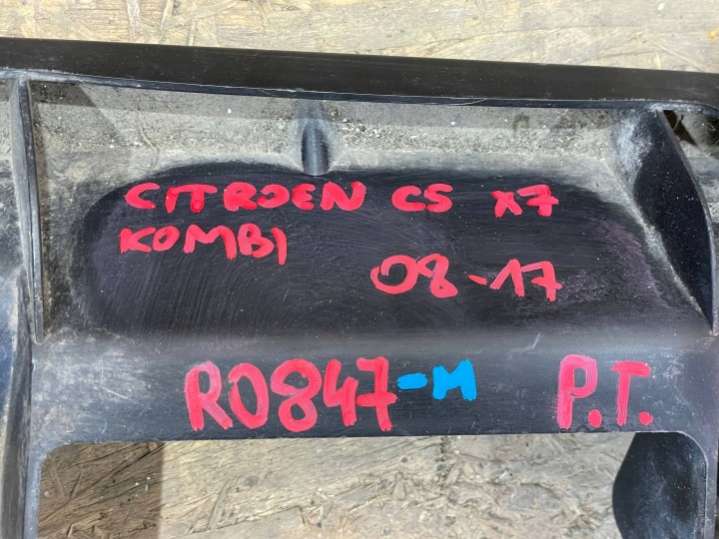 CITROEN C5 X7
KOMBI
08-17
R0847-M P.T.